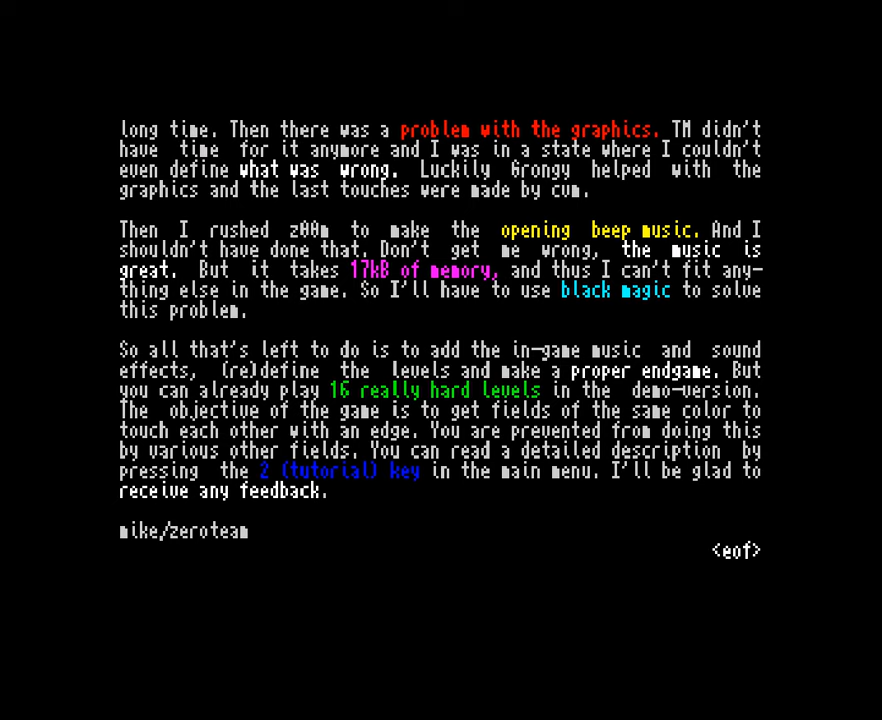 long time. Then there was a problem with the graphics. TM didn't
have time for it anymore and I was in a state where I couldn't
even define what was wrong. Luckily Grongy helped with the
graphics and the last touches were made by cvm.
Then I rushed z00m to make the opening beep music. And I
shouldn't have done that. Don't get me wrong, the music is
great. But it takes 17kB of memory, and thus I can't fit any-
thing else in the game. So I'll have to use black magic to solve
this problem.
So all that's left to do is to add the in-game music and sound
effects, (re)define the levels and make a proper endgame. But
you can already play 16 really hard levels in the demo-version.
The objective of the game is to get fields of the same color to
touch each other with an edge. You are prevented from doing this
by various other fields. You can read a detailed description by
pressing the 2 (tutorial) key in the main menu. I'll be glad to
receive any feedback.
mike/zeroteam
<eof>